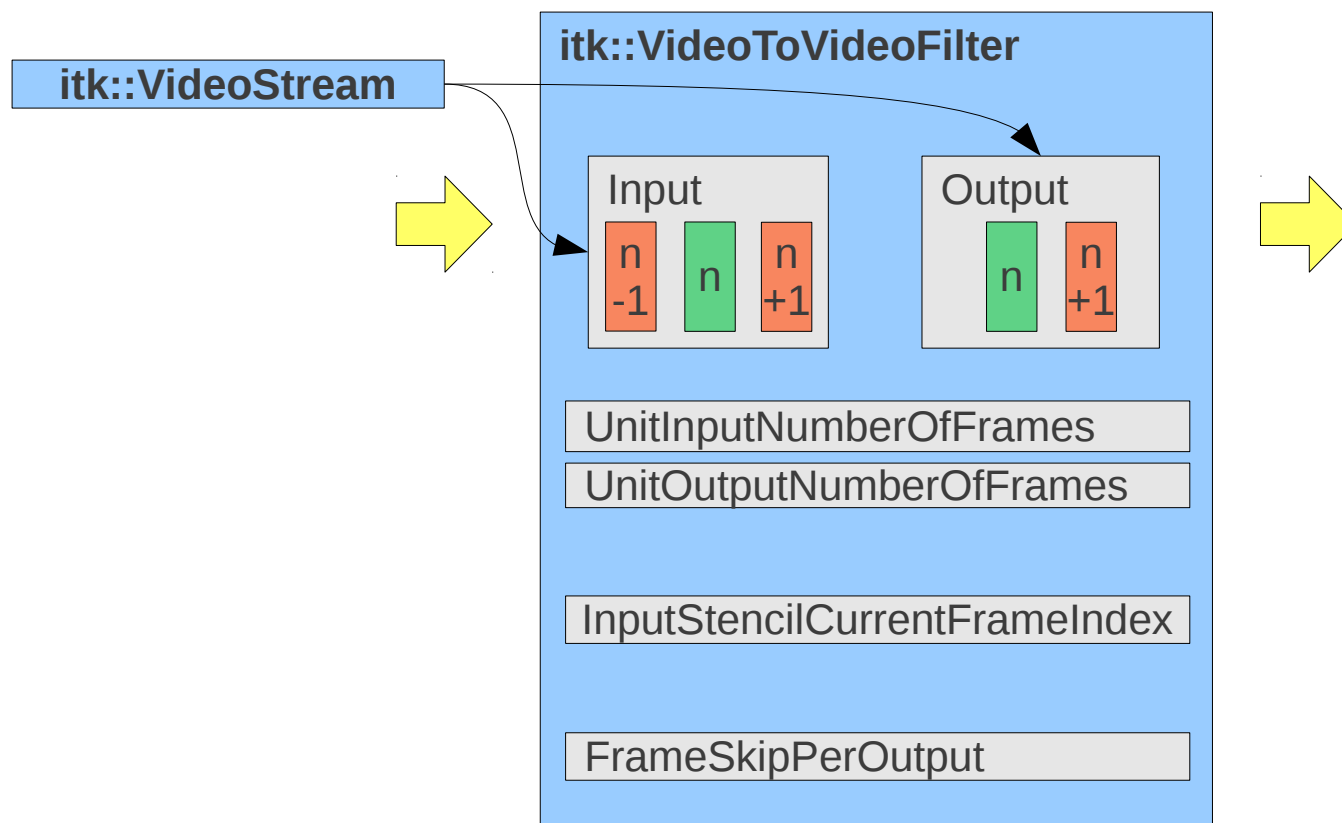 itk::VideoToVideoFilter
itk::VideoStream
Input
n
-1
n
n
+1
Output
n
n
+1
UnitInputNumberOfFrames
UnitOutputNumberOfFrames
InputStencilCurrentFrameIndex
FrameSkipPerOutput